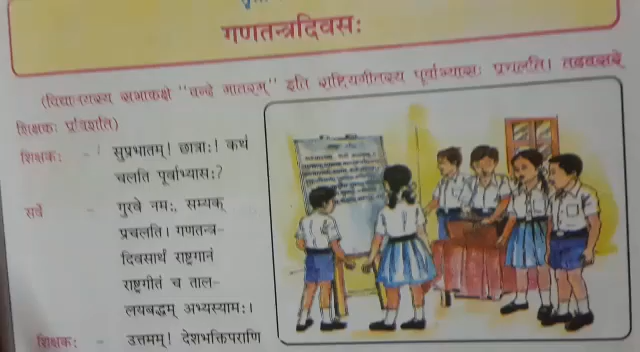 गणतन्त्रदिवसः
(विद्यालयस्य सभाकक्षे "वन्दे मातरम्" इति राष्ट्रियगीतस्य पूर्वाभ्यासः प्रचलति। तदवसरे
शिक्षकः प्रविशति)
शिक्षकः - सुप्रभातम्! छात्राः! कथं
चलति पूर्वाभ्यासः?
सर्वे - गुरवे नमः, सम्यक्
प्रचलति। गणतन्त्र-
दिवसार्थं राष्ट्रगानं
राष्ट्रगीतं च ताल-
लयबद्धम् अभ्यस्यामः।
शिक्षकः - उत्तमम्! देशभक्तिपराणि